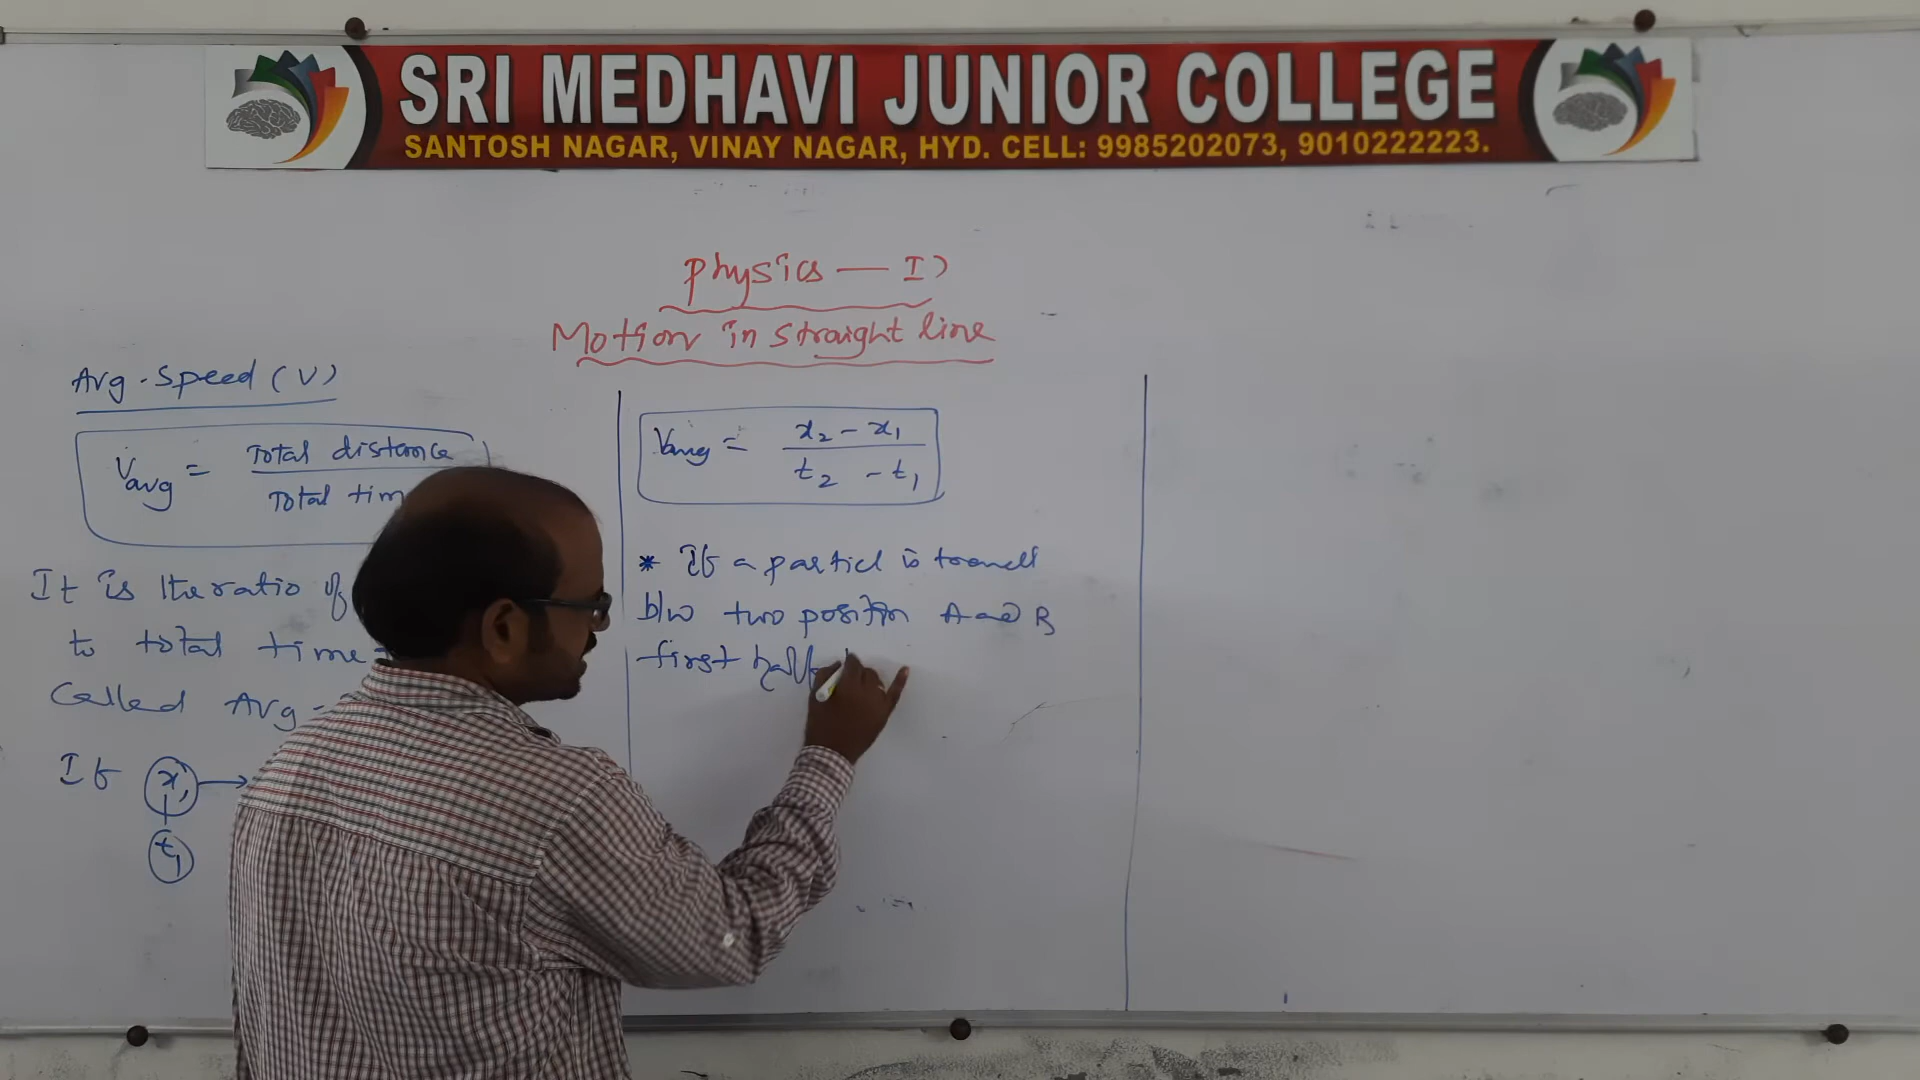 SRI MEDHAVI JUNIOR COLLEGE
SANTOSH NAGAR, VINAY NAGAR, HYD. CELL: 9985202073, 9010222223.
Physics — I)
Motion in straight line
Avg. Speed (V)
Vavg = Total distance
Total tim
It is the ratio of
to total time
Called Avg -
If x1 →
t1
Vavg = x2 - x1
t2 - t1
* If a particl is travell
b/w two position A and B
first half